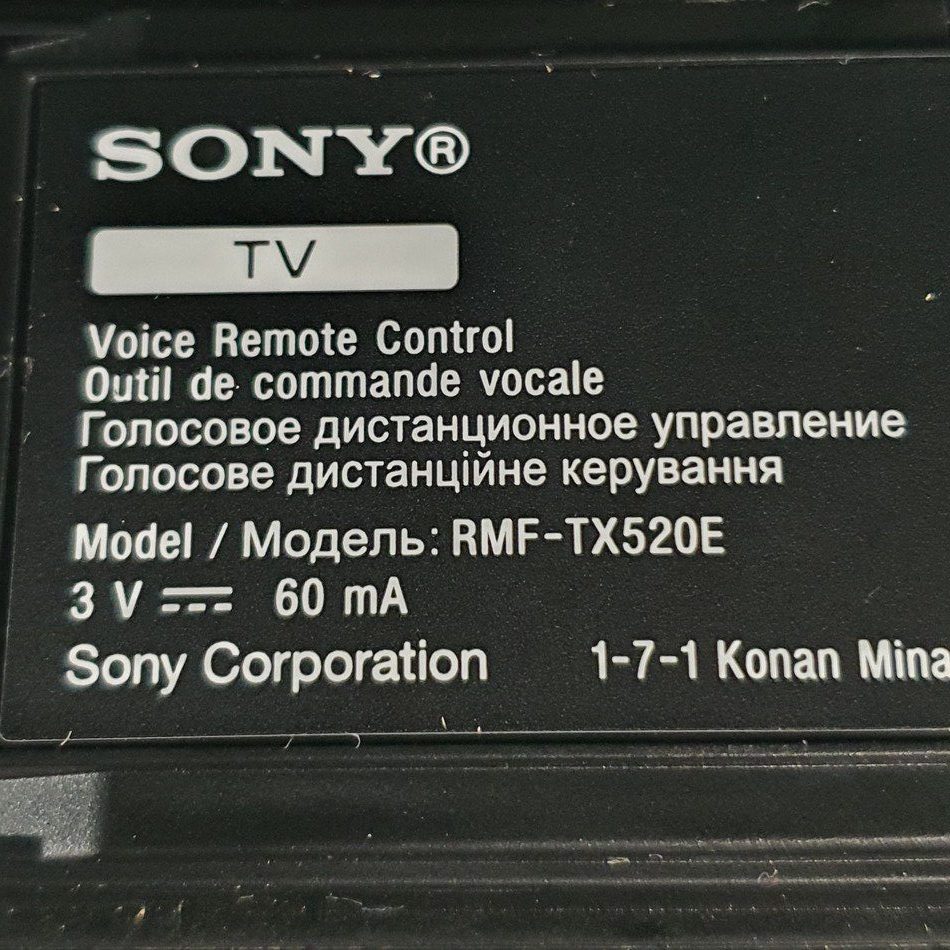 SONY®
TV
Voice Remote Control
Outil de commande vocale
Голосовое дистанционное управление
Голосове дистанційне керування
Model / Модель: RMF-TX520E
3 V ⎓ 60 mA
Sony Corporation 1-7-1 Konan